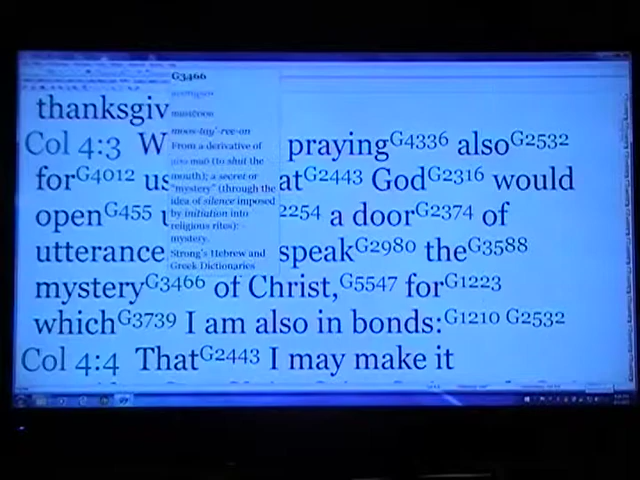 G3466
musterion
moos-tay'-ree-on
From a derivative of
muo (to shut the
mouth); a secret or
"mystery" (through the
idea of silence imposed
by initiation into
religious rites):
mystery.
Strong's Hebrew and
Greek Dictionaries
thanksgiv
Col 4:3 W praying G4336 also G2532
for G4012 us at G2443 God G2316 would
open G455 2254 a door G2374 of
utterance speak G2980 the G3588
mystery G3466 of Christ, G5547 for G1223
which G3739 I am also in bonds: G1210 G2532
Col 4:4 That G2443 I may make it